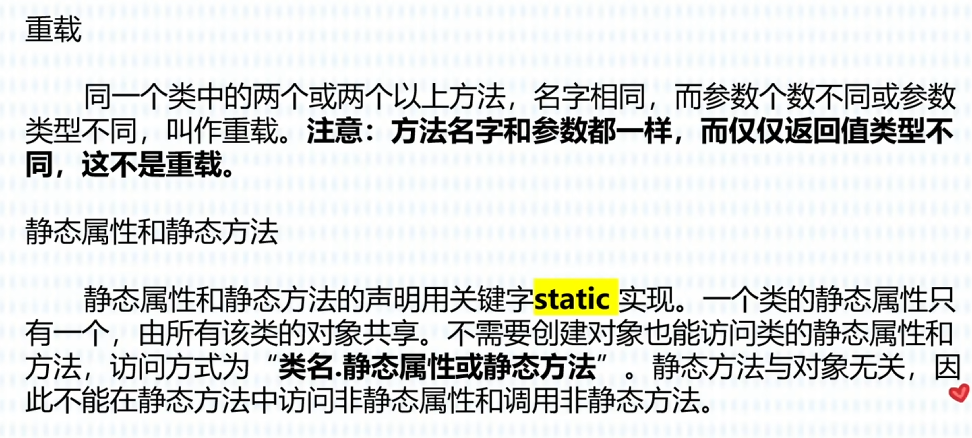 重载
同一个类中的两个或两个以上方法，名字相同，而参数个数不同或参数
类型不同，叫作重载。注意：方法名字和参数都一样，而仅仅返回值类型不
同，这不是重载。
静态属性和静态方法
静态属性和静态方法的声明用关键字static 实现。一个类的静态属性只
有一个，由所有该类的对象共享。不需要创建对象也能访问类的静态属性和
方法，访问方式为“类名.静态属性或静态方法”。静态方法与对象无关，因
此不能在静态方法中访问非静态属性和调用非静态方法。